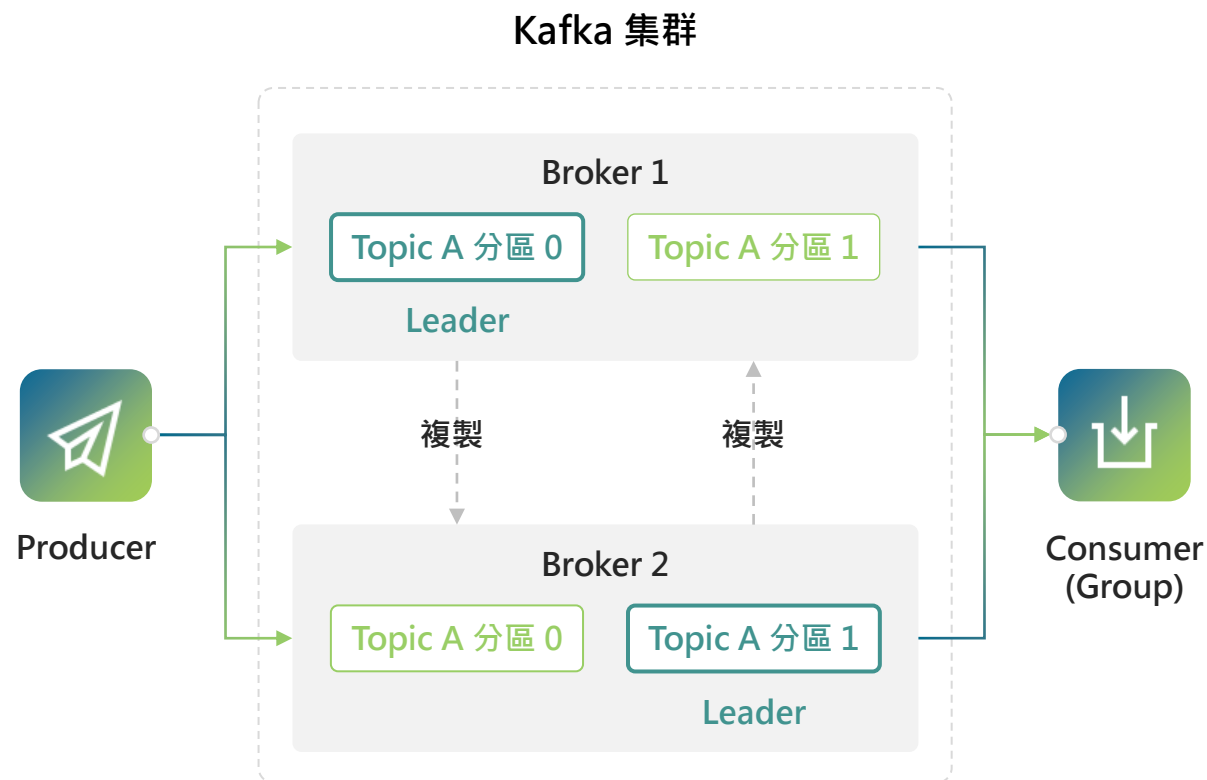 Kafka 集群
Broker 1
Topic A 分區 0
Topic A 分區 1
Leader
複製
複製
Producer
Consumer
(Group)
Broker 2
Topic A 分區 0
Topic A 分區 1
Leader